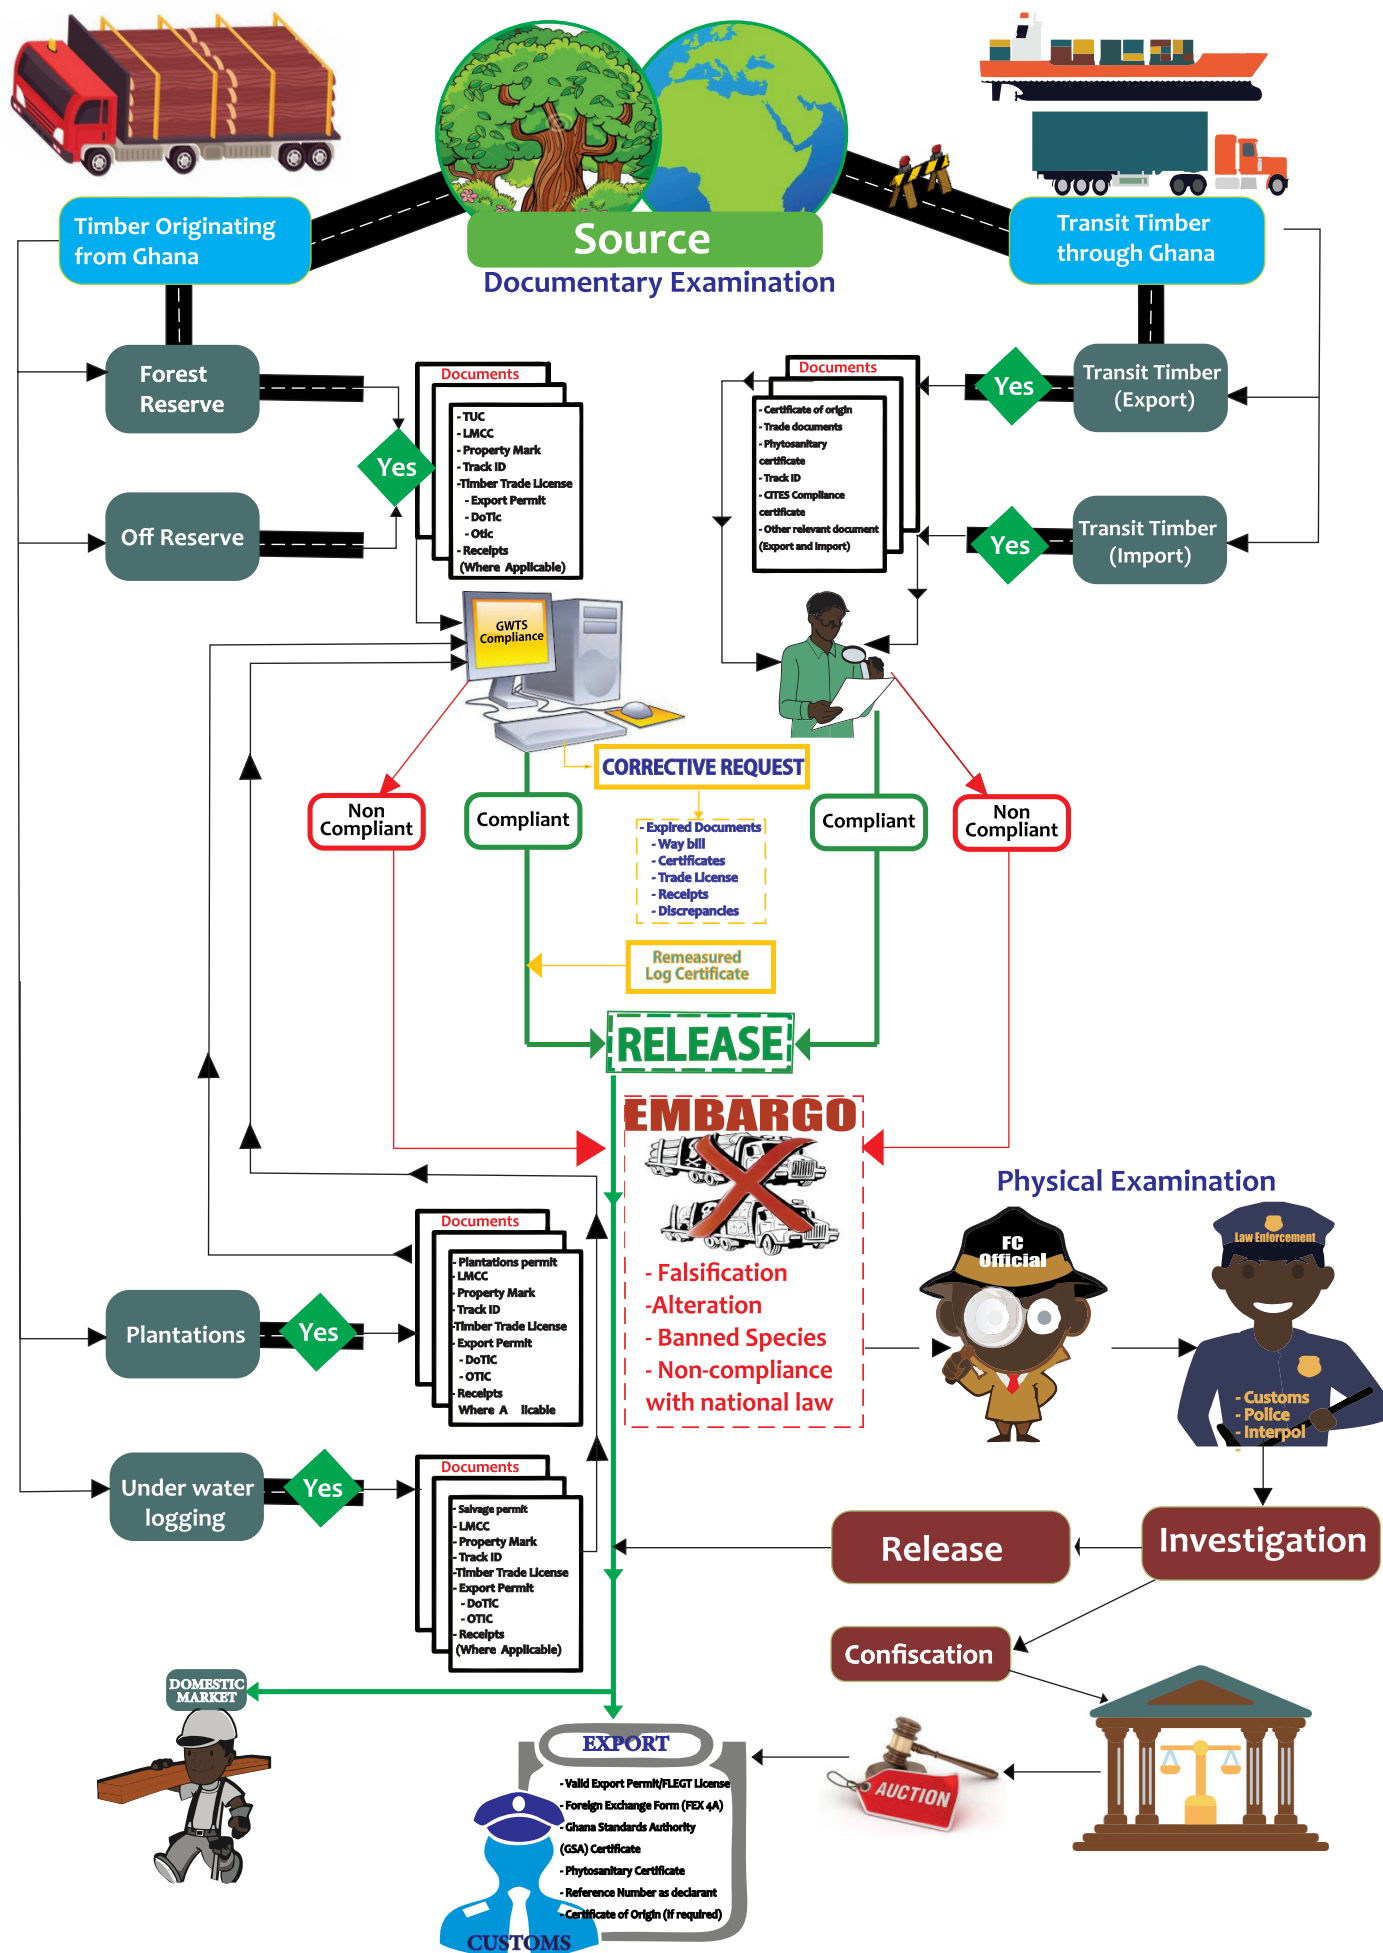 Timber Originating
from Ghana
Source
Documentary Examination
Transit Timber
through Ghana
Forest
Reserve
Off Reserve
Yes
Documents
- TUC
- LMCC
- Property Mark
- Track ID
-Timber Trade License
- Export Permit
- DoTic
- Otic
- Receipts
(Where Applicable)
Documents
- Certificate of origin
- Trade documents
- Phytosanitary
certificate
- Track ID
- CITES Compliance
certificate
- Other relevant document
(Export and Import)
Yes
Transit Timber
(Export)
Yes
Transit Timber
(Import)
GWTS
Compliance
CORRECTIVE REQUEST
Non
Compliant
Compliant
- Expired Documents
- Way bill
- Certificates
- Trade License
- Receipts
- Discrepancies
Compliant
Non
Compliant
Remeasured
Log Certificate
RELEASE
EMBARGO
- Falsification
-Alteration
- Banned Species
- Non-compliance
with national law
Physical Examination
FC
Official
Law Enforcement
- Customs
- Police
- Interpol
-
Plantations
Yes
Documents
- Plantations permit
- LMCC
- Property Mark
- Track ID
-Timber Trade License
- Export Permit
- DoTiC
- OTIC
- Receipts
Where A licable
Under water
logging
Yes
Documents
- Salvage permit
- LMCC
- Property Mark
- Track ID
-Timber Trade License
- Export Permit
- DoTiC
- OTIC
- Receipts
(Where Applicable)
Release
Investigation
Confiscation
DOMESTIC
MARKET
EXPORT
- Valid Export Permit/FLEGT License
- Foreign Exchange Form (FEX 4A)
- Ghana Standards Authority
(GSA) Certificate
- Phytosanitary Certificate
- Reference Number as declarant
- Certificate of Origin (if required)
CUSTOMS
AUCTION